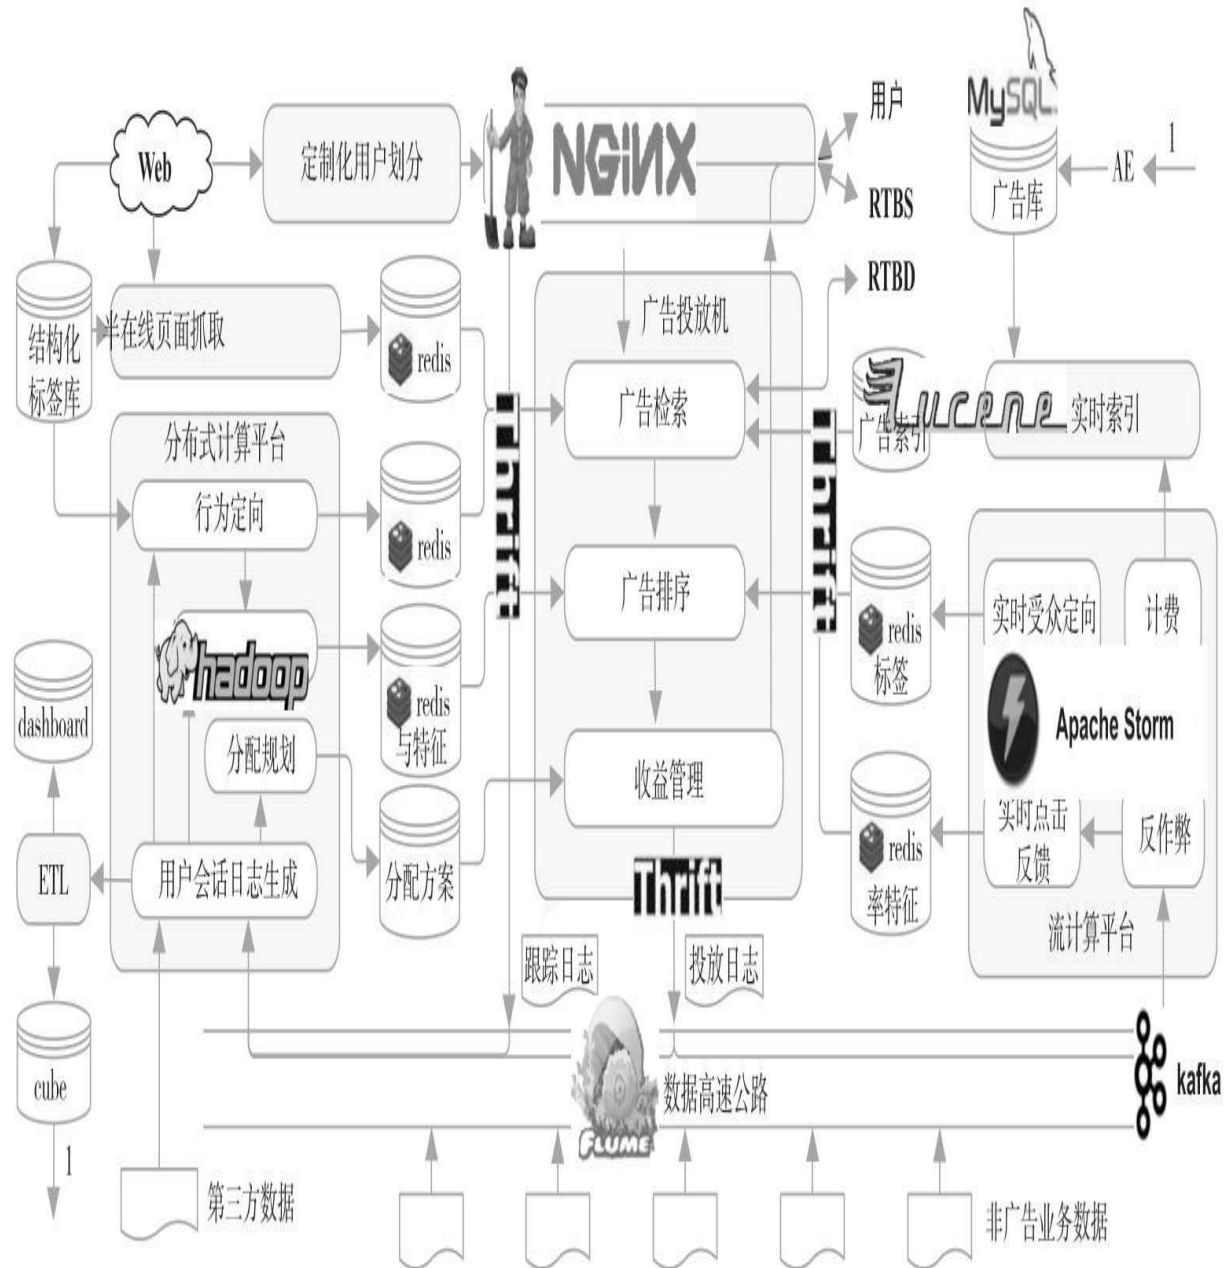 用户
MySQL
1
Web
定制化用户划分
NGINX
AE
广告库
RTBS
RTBD
广告投放机
半在线页面抓取
redis
结构化
标签库
广告检索
Lucene
广告索引
实时索引
分布式计算平台
Thrift
Thrift
行为定向
redis
广告排序
实时受众定向
计费
redis
标签
hadoop
redis
与特征
dashboard
分配规划
收益管理
Apache Storm
实时点击
反馈
反作弊
redis
率特征
ETL
用户会话日志生成
分配方案
Thrift
流计算平台
跟踪日志
投放日志
cube
数据高速公路
kafka
FLUME
1
第三方数据
非广告业务数据